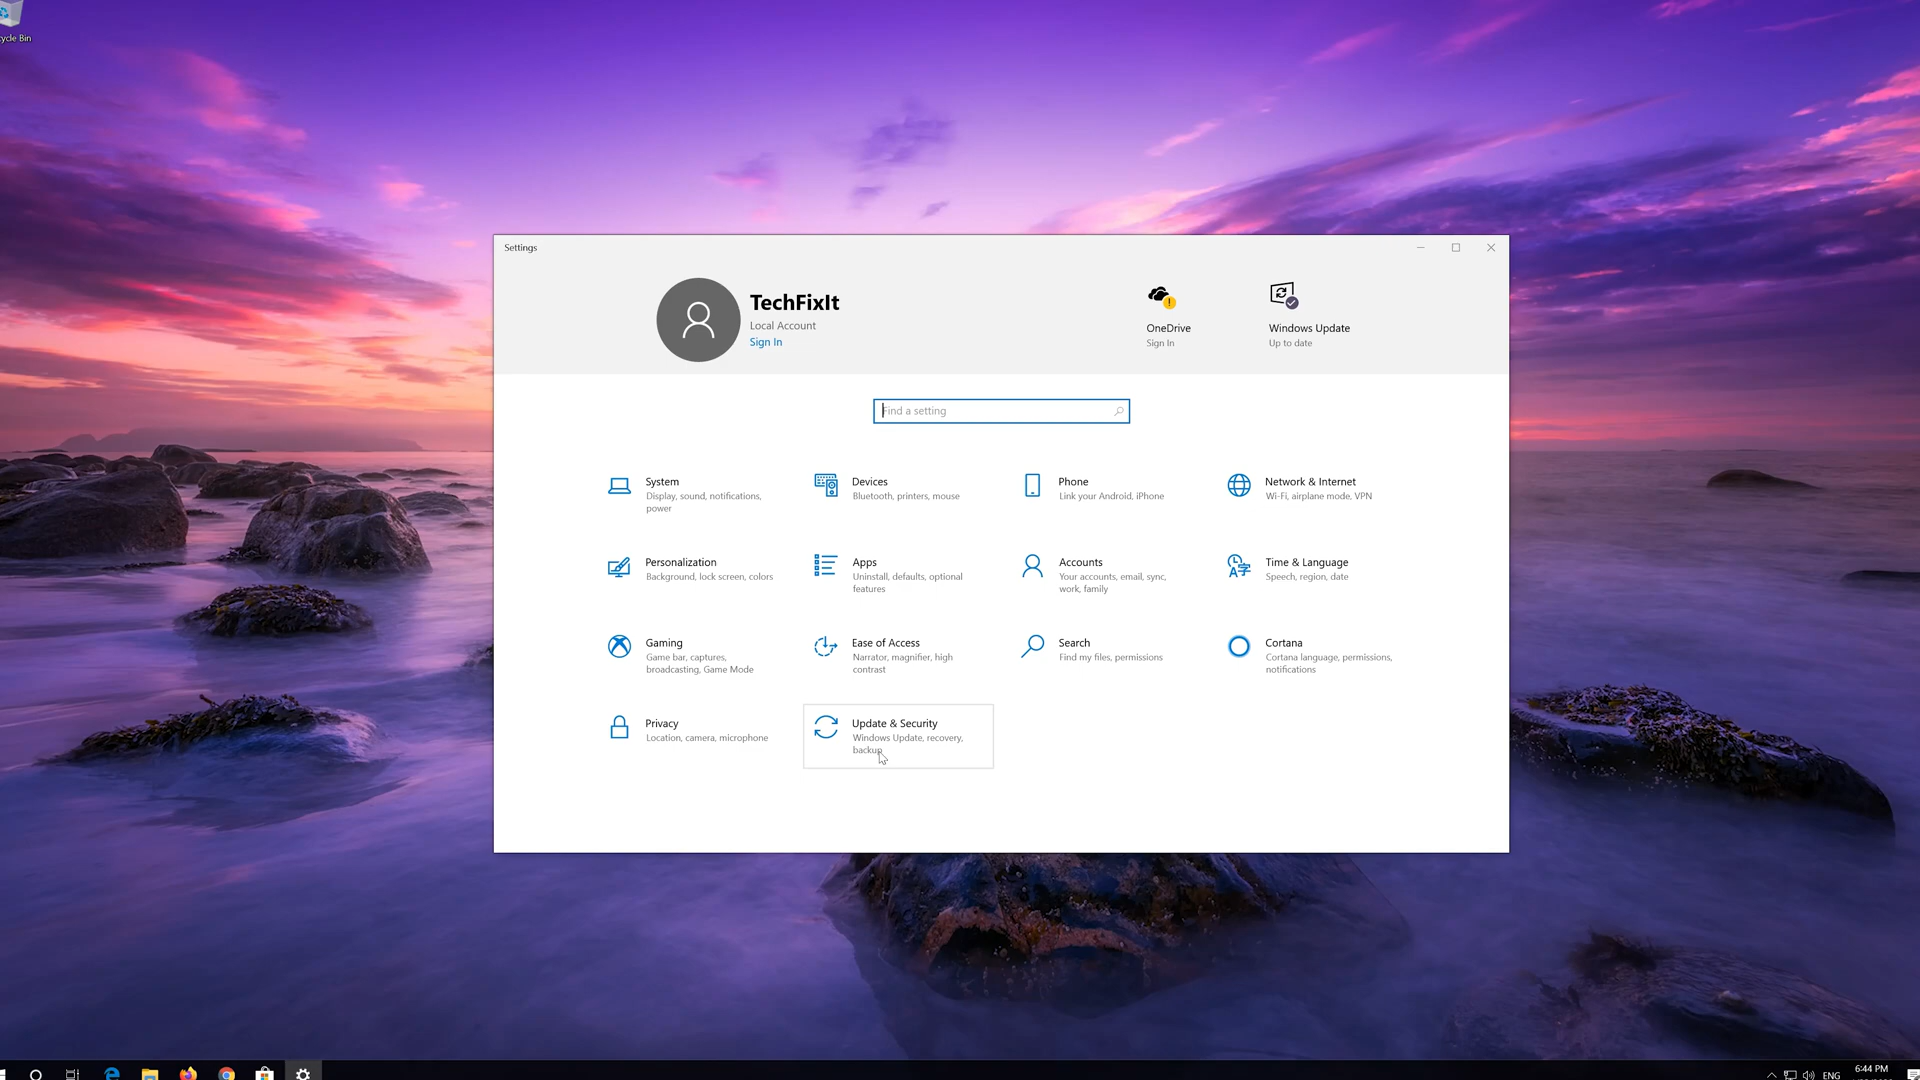 cycle Bin
Settings
TechFixIt
Local Account
Sign In
OneDrive
Sign In
Windows Update
Up to date
Find a setting
System
Display, sound, notifications,
power
Devices
Bluetooth, printers, mouse
Phone
Link your Android, iPhone
Network & Internet
Wi-Fi, airplane mode, VPN
Personalization
Background, lock screen, colors
Apps
Uninstall, defaults, optional
features
Accounts
Your accounts, email, sync,
work, family
Time & Language
Speech, region, date
Gaming
Game bar, captures,
broadcasting, Game Mode
Ease of Access
Narrator, magnifier, high
contrast
Search
Find my files, permissions
Cortana
Cortana language, permissions,
notifications
Privacy
Location, camera, microphone
Update & Security
Windows Update, recovery,
backup
ENG
6:44 PM